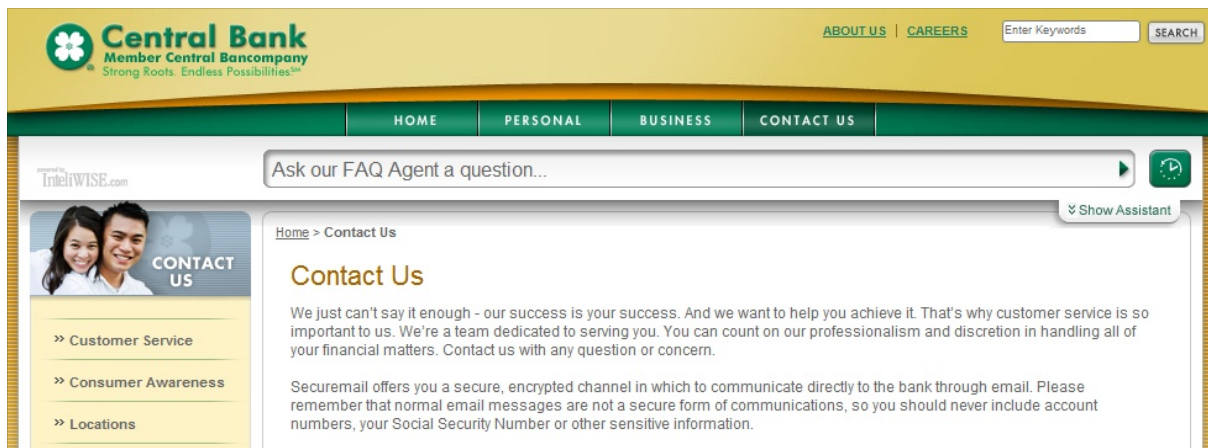 Central Bank
Member Central Bancompany
Strong Roots. Endless Possibilities℠
ABOUT US | CAREERS
Enter Keywords
SEARCH
HOME
PERSONAL
BUSINESS
CONTACT US
powered by
InteliWISE.com
Ask our FAQ Agent a question...
Show Assistant
CONTACT
US
» Customer Service
» Consumer Awareness
» Locations
Home > Contact Us
Contact Us
We just can't say it enough - our success is your success. And we want to help you achieve it. That's why customer service is so
important to us. We're a team dedicated to serving you. You can count on our professionalism and discretion in handling all of
your financial matters. Contact us with any question or concern.
Securemail offers you a secure, encrypted channel in which to communicate directly to the bank through email. Please
remember that normal email messages are not a secure form of communications, so you should never include account
numbers, your Social Security Number or other sensitive information.